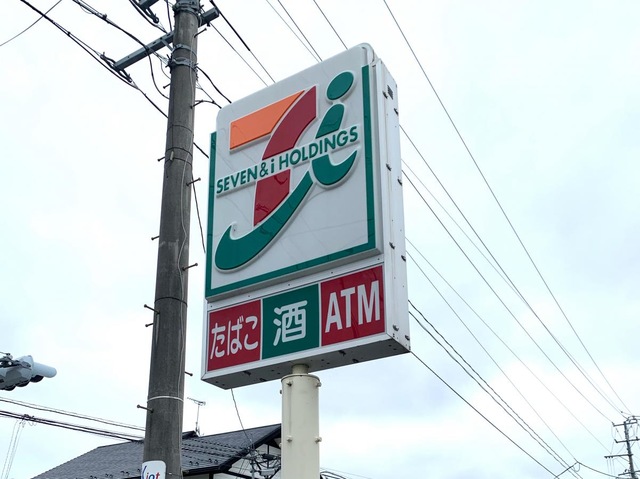 SEVEN & i HOLDINGS
たばこ 酒 ATM